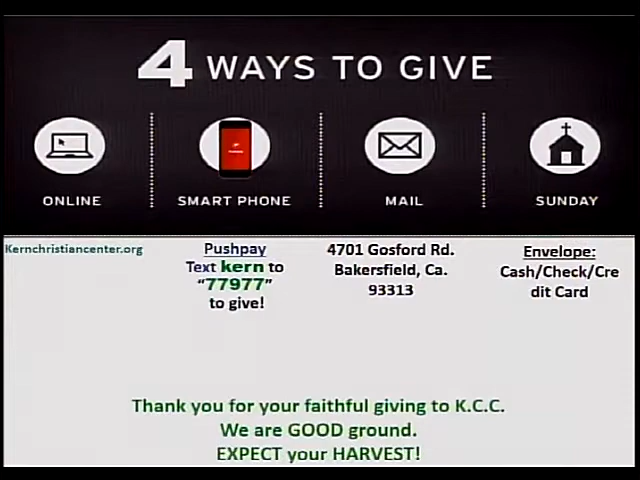 4 WAYS TO GIVE
ONLINE
SMART PHONE
MAIL
SUNDAY
Kernchristiancenter.org
Pushpay
Text kern to
“77977”
to give!
4701 Gosford Rd.
Bakersfield, Ca.
93313
Envelope:
Cash/Check/Cre
dit Card
Thank you for your faithful giving to K.C.C.
We are GOOD ground.
EXPECT your HARVEST!